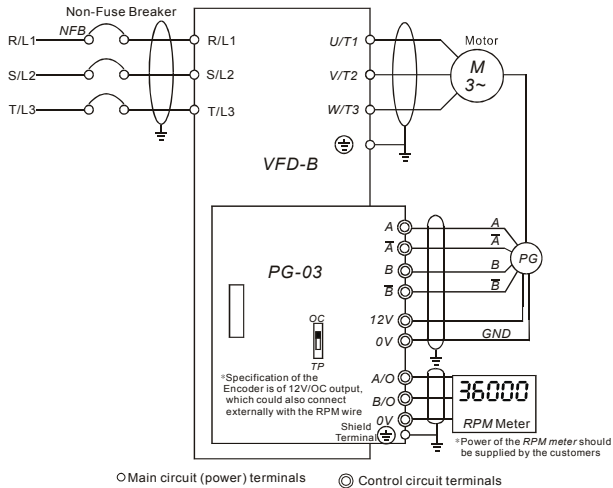 Non-Fuse Breaker
NFB
R/L1
S/L2
T/L3
R/L1
S/L2
T/L3
U/T1
V/T2
W/T3
Motor
M
3~
VFD-B
PG-03
OC
TP
*Specification of the
Encoder is of 12V/OC output,
which could also connect
externally with the RPM wire
A
A̅
B
B̅
12V
0V
A
A̅
B
B̅
PG
GND
A/O
B/O
0V
Shield
Terminal
36000
RPM Meter
*Power of the RPM meter should
be supplied by the customers
Main circuit (power) terminals
Control circuit terminals